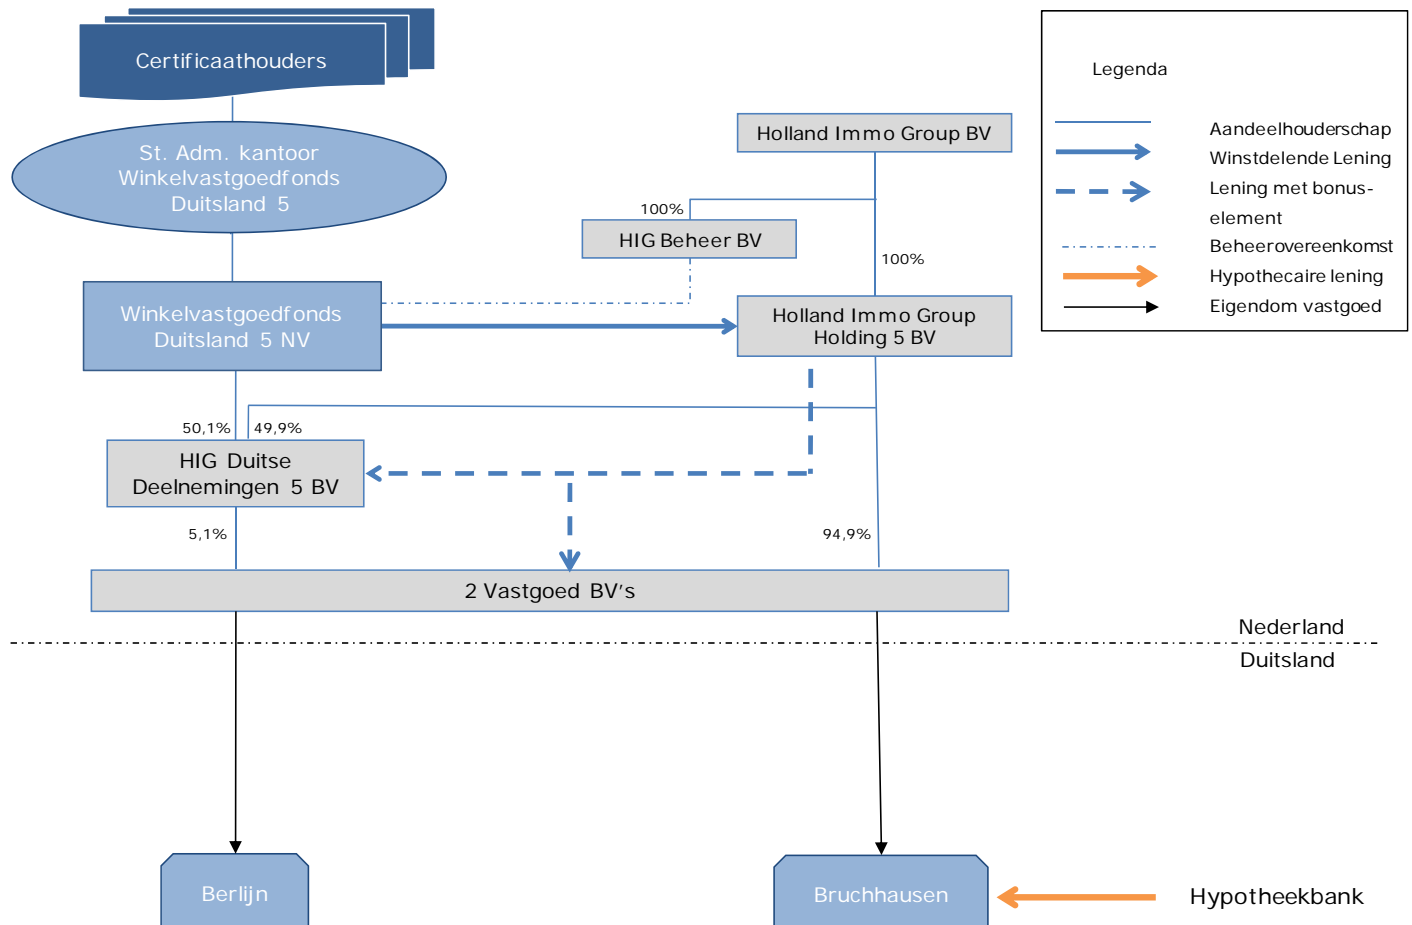 Certificaathouders
St. Adm. kantoor
Winkelvastgoedfonds
Duitsland 5
Holland Immo Group BV
100%
HIG Beheer BV
100%
Winkelvastgoedfonds
Duitsland 5 NV
Holland Immo Group
Holding 5 BV
50,1%
49,9%
HIG Duitse
Deelnemingen 5 BV
5,1%
94,9%
2 Vastgoed BV's
Nederland
Duitsland
Berlijn
Bruchhausen
Hypotheekbank
Legenda
Aandeelhouderschap
Winstdelende Lening
Lening met bonus-
element
Beheerovereenkomst
Hypothecaire lening
Eigendom vastgoed